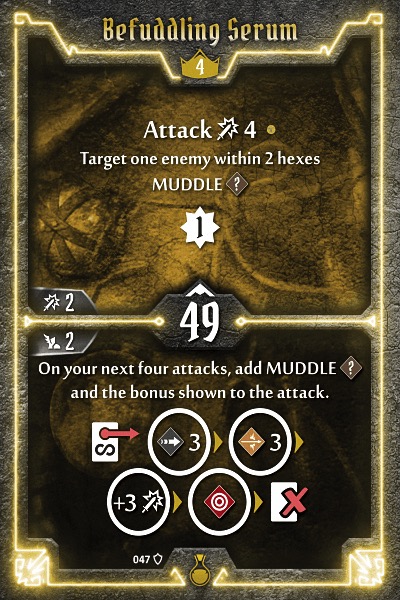 Befuddling Serum
4
Attack 4
Target one enemy within 2 hexes
MUDDLE ?
1
2
49
2
On your next four attacks, add MUDDLE ?
and the bonus shown to the attack.
3 3
+3
047